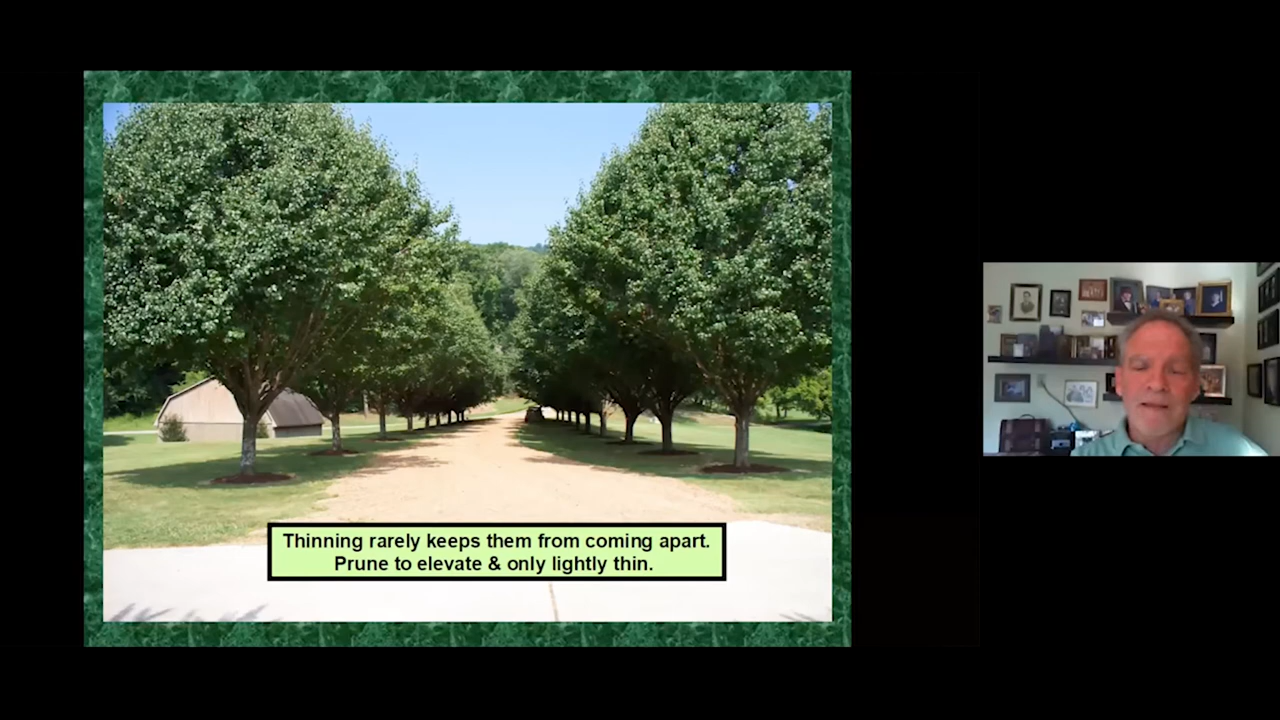 Thinning rarely keeps them from coming apart.
Prune to elevate & only lightly thin.